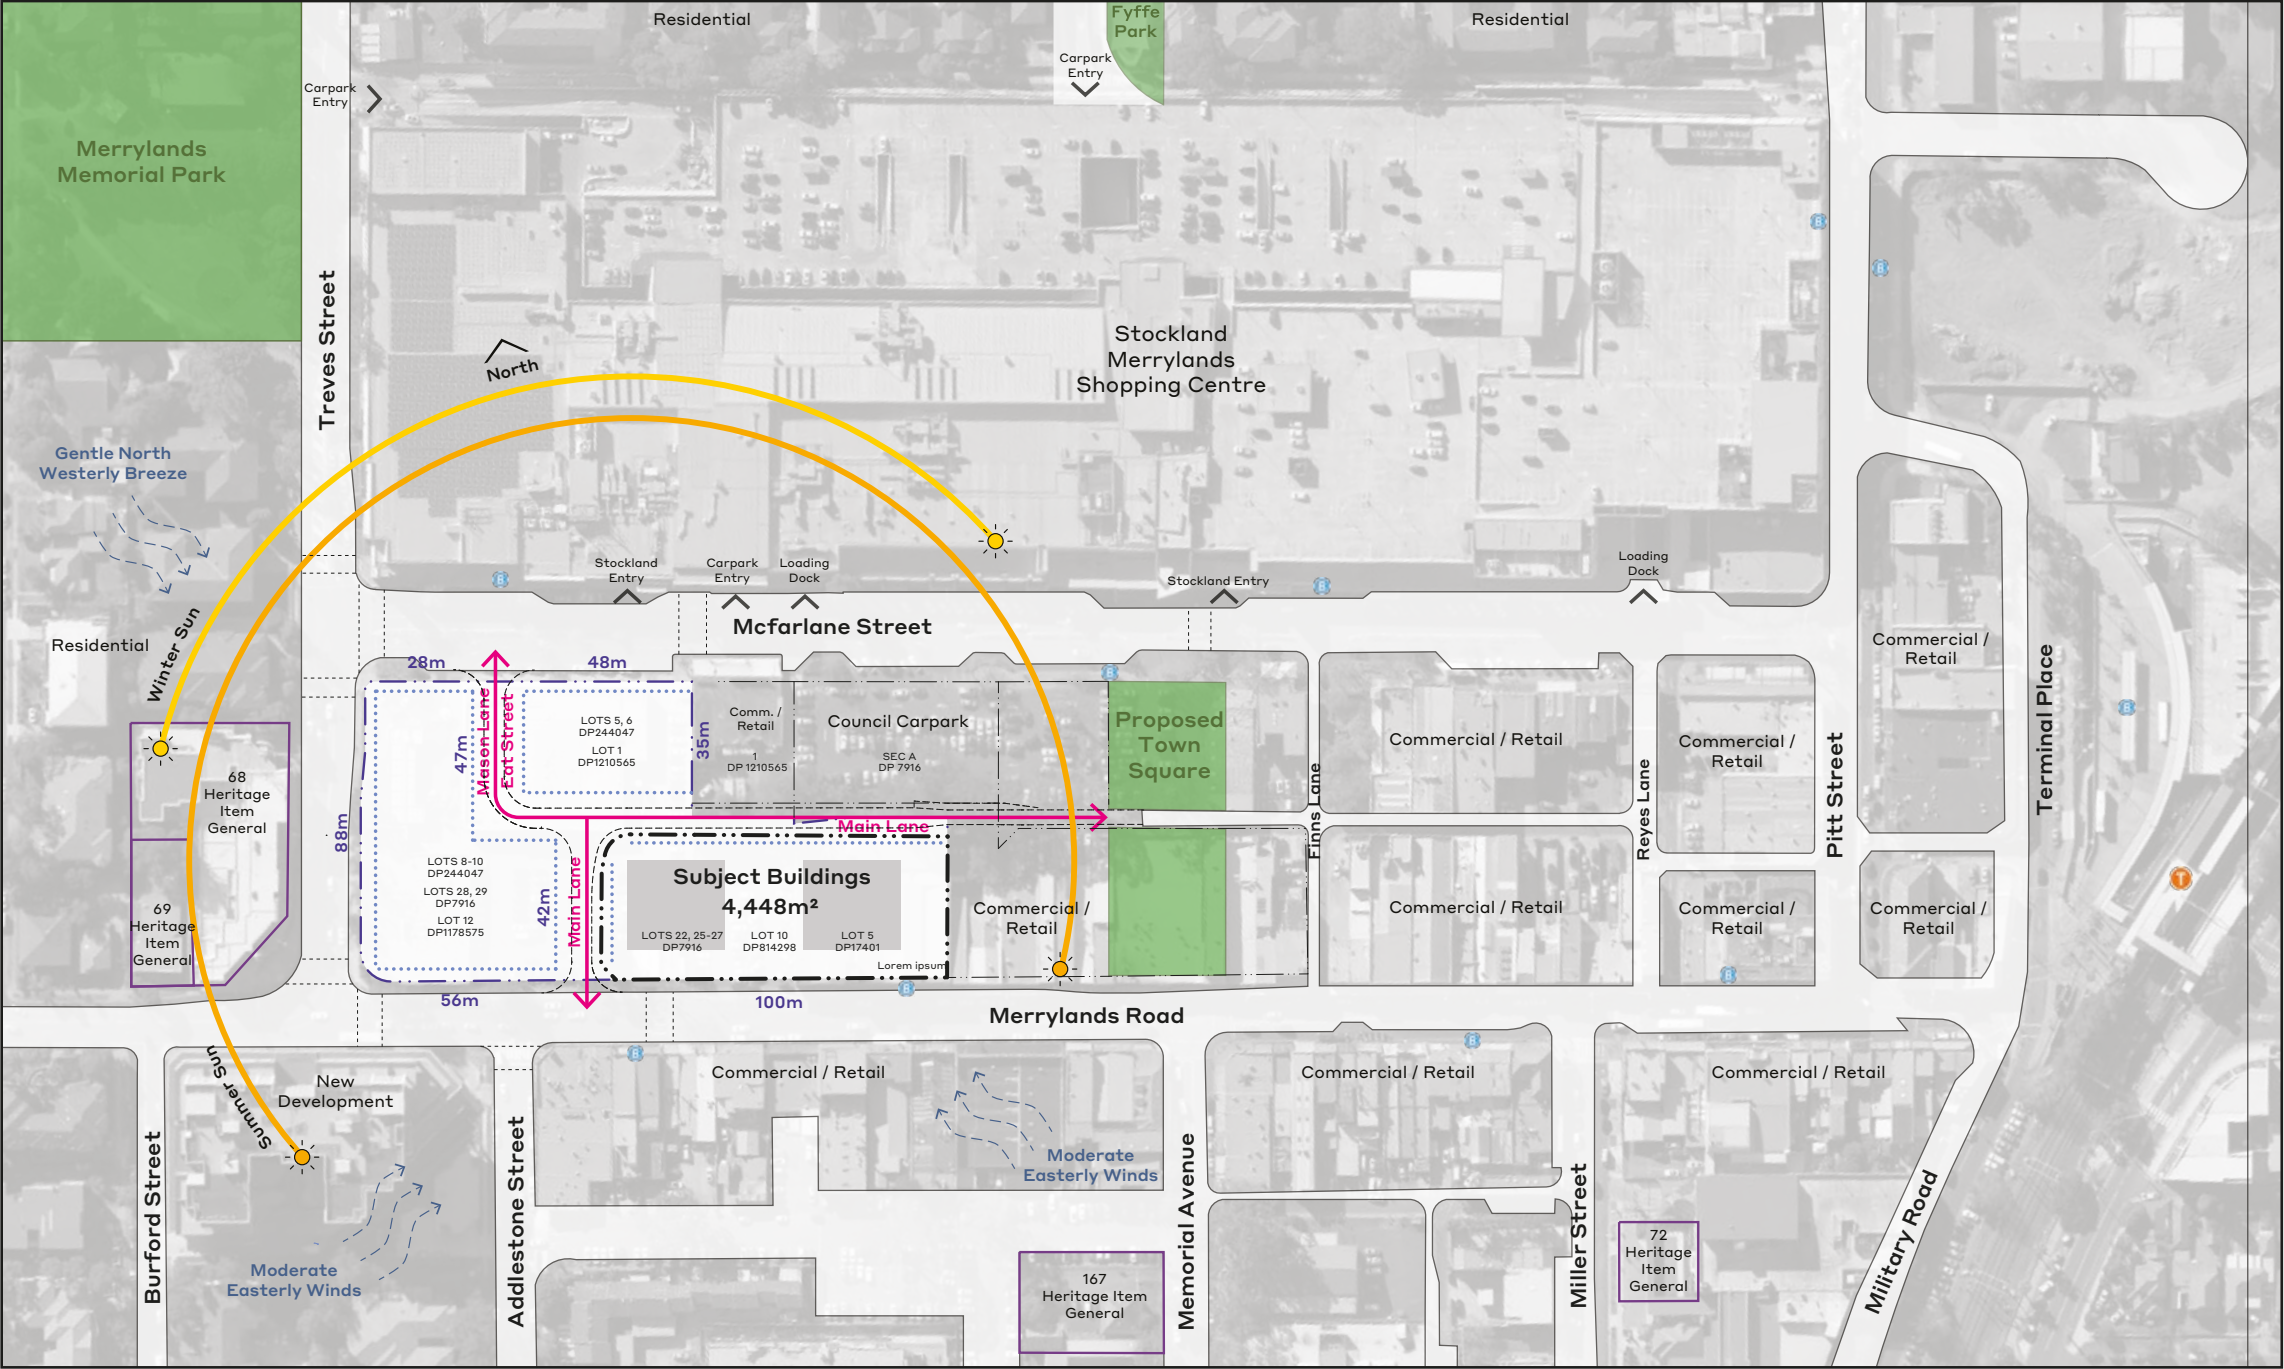 Residential
Fyffe
Park
Residential
Carpark
Entry
Carpark
Entry
Merrylands
Memorial Park
Treves Street
North
Stockland
Merrylands
Shopping Centre
Gentle North
Westerly Breeze
Winter Sun
Residential
Stockland
Entry
Carpark
Entry
Loading
Dock
Stockland Entry
Loading
Dock
Mcfarlane Street
28m
48m
Mason Lane
Eat Street
47m
LOTS 5, 6
DP244047
LOT 1
DP1210565
35m
Comm. /
Retail
1
DP 1210565
Council Carpark
SEC A
DP 7916
Proposed
Town
Square
Commercial / Retail
Commercial /
Retail
Commercial /
Retail
Terminal Place
Finns Lane
Reyes Lane
Pitt Street
68
Heritage
Item
General
69
Heritage
Item
General
88m
Main Lane
LOTS 8-10
DP244047
LOTS 28, 29
DP7916
LOT 12
DP1178575
42m
Main Lane
Subject Buildings
4,448m²
LOTS 22, 25-27
DP7916
LOT 10
DP814298
LOT 5
DP17401
Lorem ipsum
Commercial /
Retail
Commercial / Retail
Commercial /
Retail
Commercial /
Retail
T
56m
100m
Merrylands Road
B
B
B
B
B
B
B
B
B
B
B
Summer Sun
New
Development
Commercial / Retail
Commercial / Retail
Commercial / Retail
Moderate
Easterly Winds
Moderate
Easterly Winds
Burford Street
Addlestone Street
Memorial Avenue
Miller Street
Military Road
167
Heritage Item
General
72
Heritage
Item
General